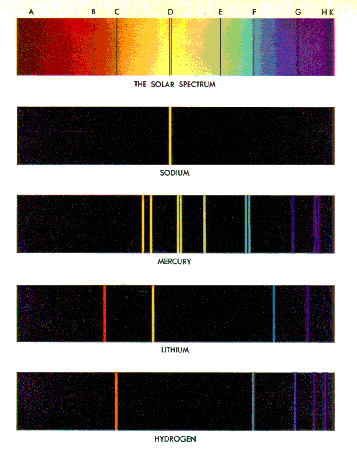 A B C D E F G H K
THE SOLAR SPECTRUM
SODIUM
MERCURY
LITHIUM
HYDROGEN